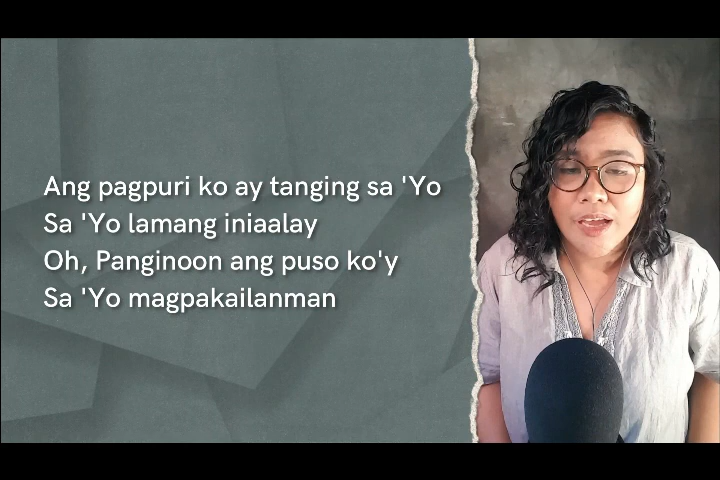 Ang pagpuri ko ay tanging sa 'Yo
Sa 'Yo lamang iniaalay
Oh, Panginoon ang puso ko'y
Sa 'Yo magpakailanman